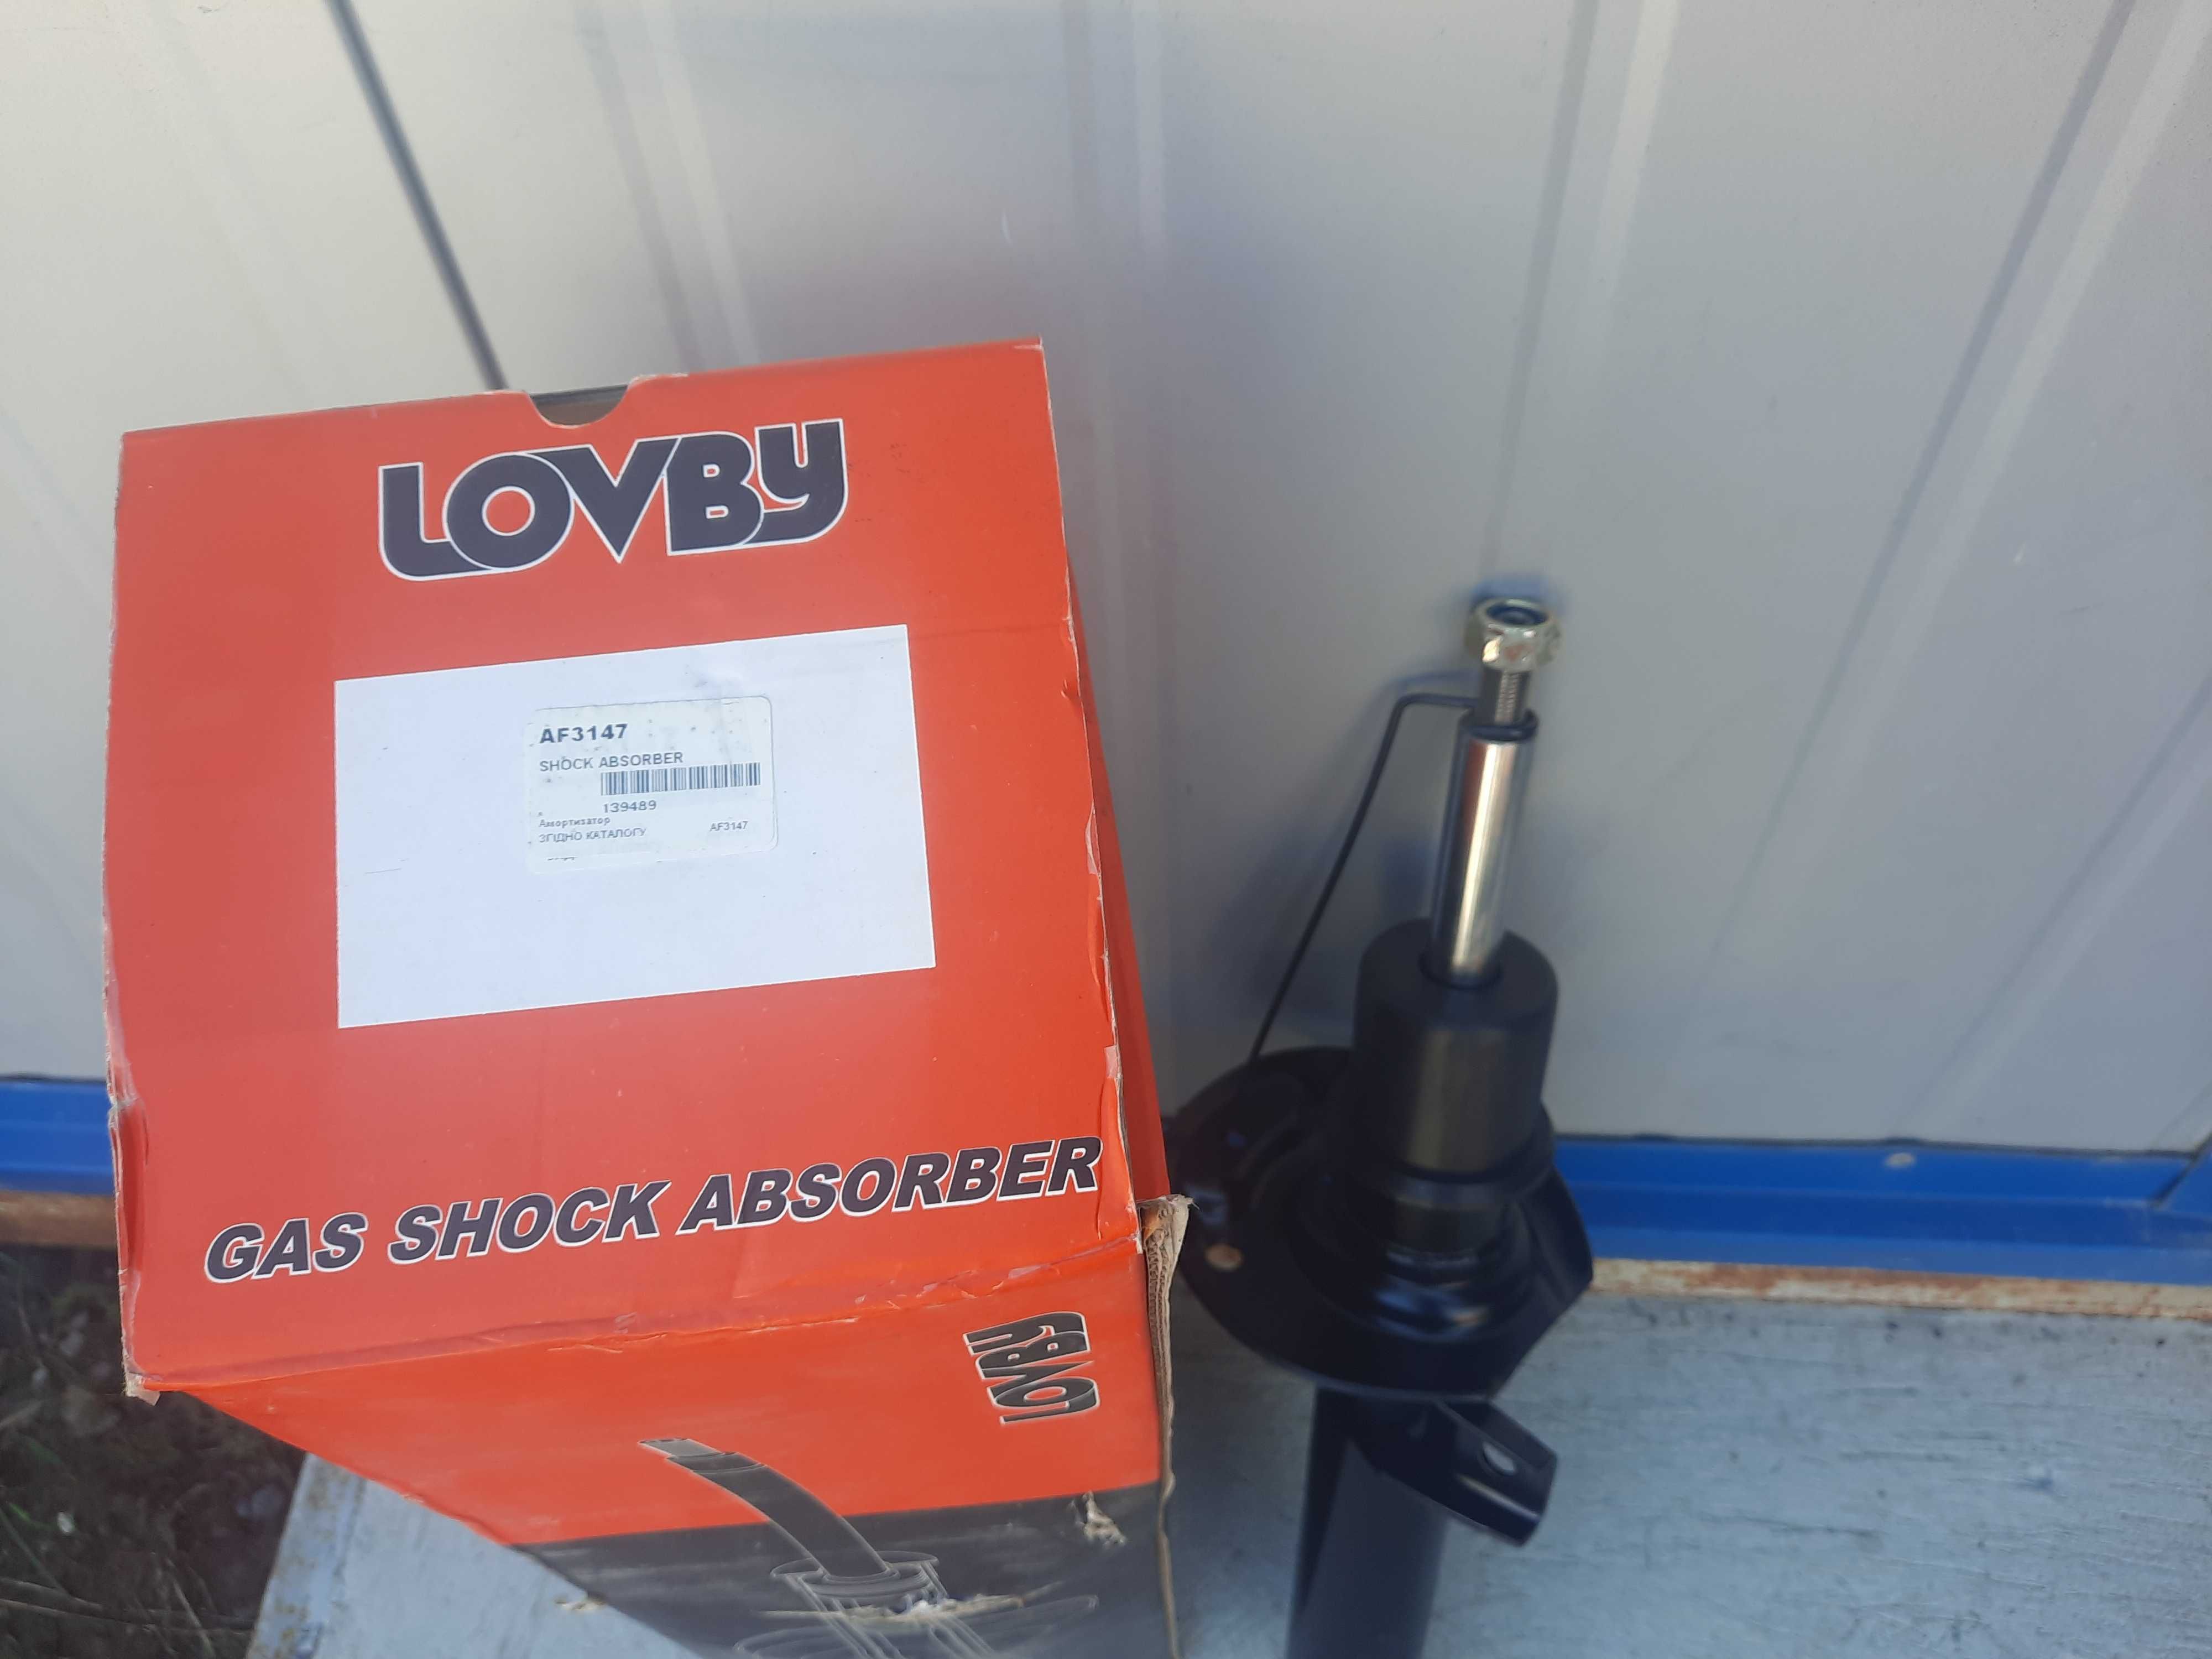 LOVBY
AF3147
SHOCK ABSORBER
139489
Амортизатор
ЗГІДНО КАТАЛОГУ AF3147
GAS SHOCK ABSORBER
LOVBY